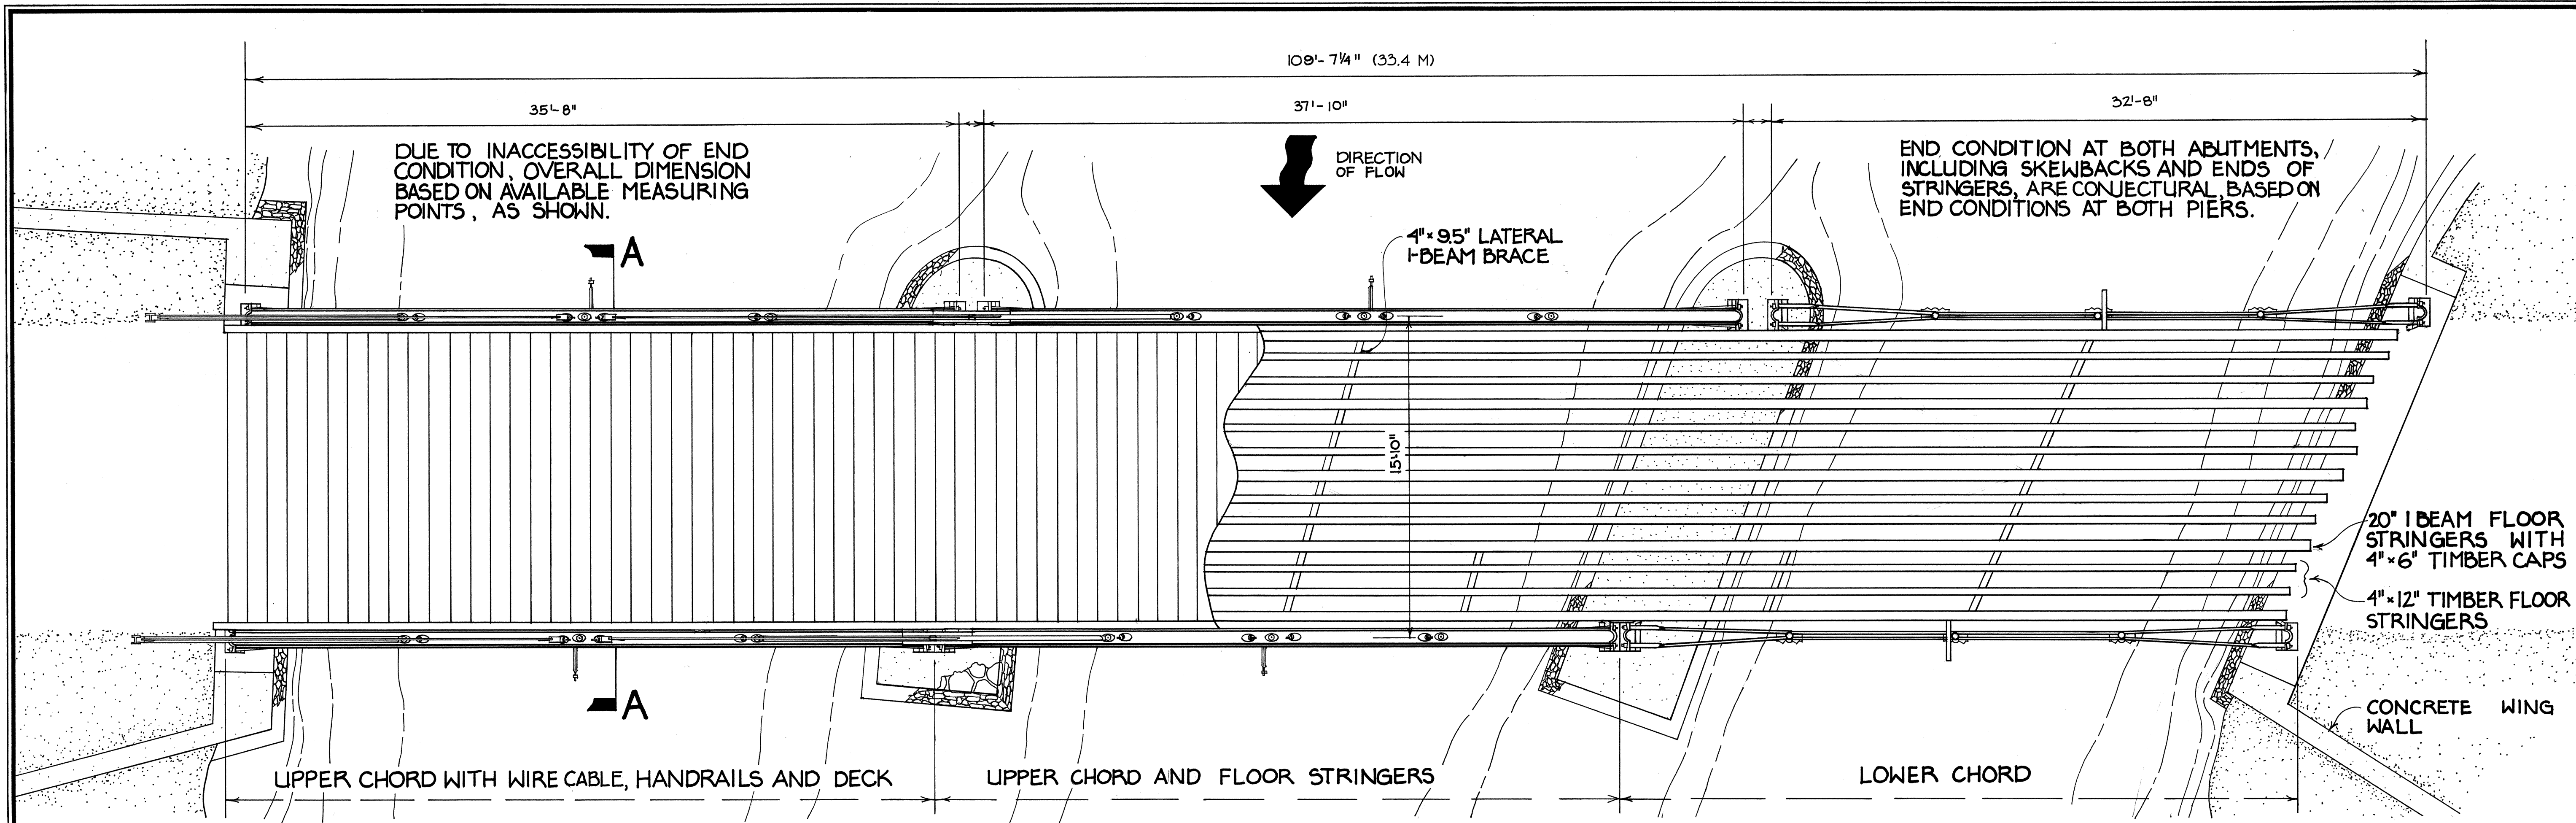 109'-7¼" (33.4 M)
35'-8"
37'-10"
32'-8"
DUE TO INACCESSIBILITY OF END
CONDITION, OVERALL DIMENSION
BASED ON AVAILABLE MEASURING
POINTS, AS SHOWN.
DIRECTION
OF FLOW
END CONDITION AT BOTH ABUTMENTS,
INCLUDING SKEWBACKS AND ENDS OF
STRINGERS, ARE CONJECTURAL, BASED ON
END CONDITIONS AT BOTH PIERS.
A
4"×9.5" LATERAL
I-BEAM BRACE
15'-10"
20" I BEAM FLOOR
STRINGERS WITH
4"×6" TIMBER CAPS
4"×12" TIMBER FLOOR
STRINGERS
A
CONCRETE WING
WALL
UPPER CHORD WITH WIRE CABLE, HANDRAILS AND DECK
UPPER CHORD AND FLOOR STRINGERS
LOWER CHORD